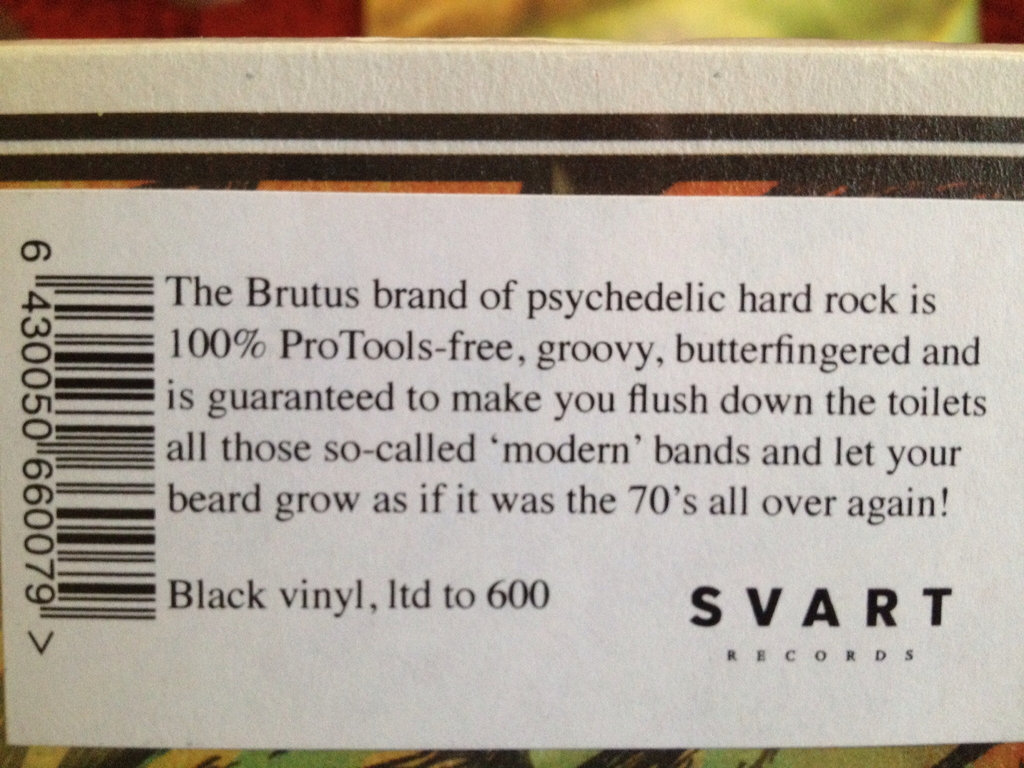 The Brutus brand of psychedelic hard rock is
100% ProTools-free, groovy, butterfingered and
is guaranteed to make you flush down the toilets
all those so-called ‘modern’ bands and let your
beard grow as if it was the 70’s all over again!
Black vinyl, ltd to 600
SVART
RECORDS
6 430050 660079 >